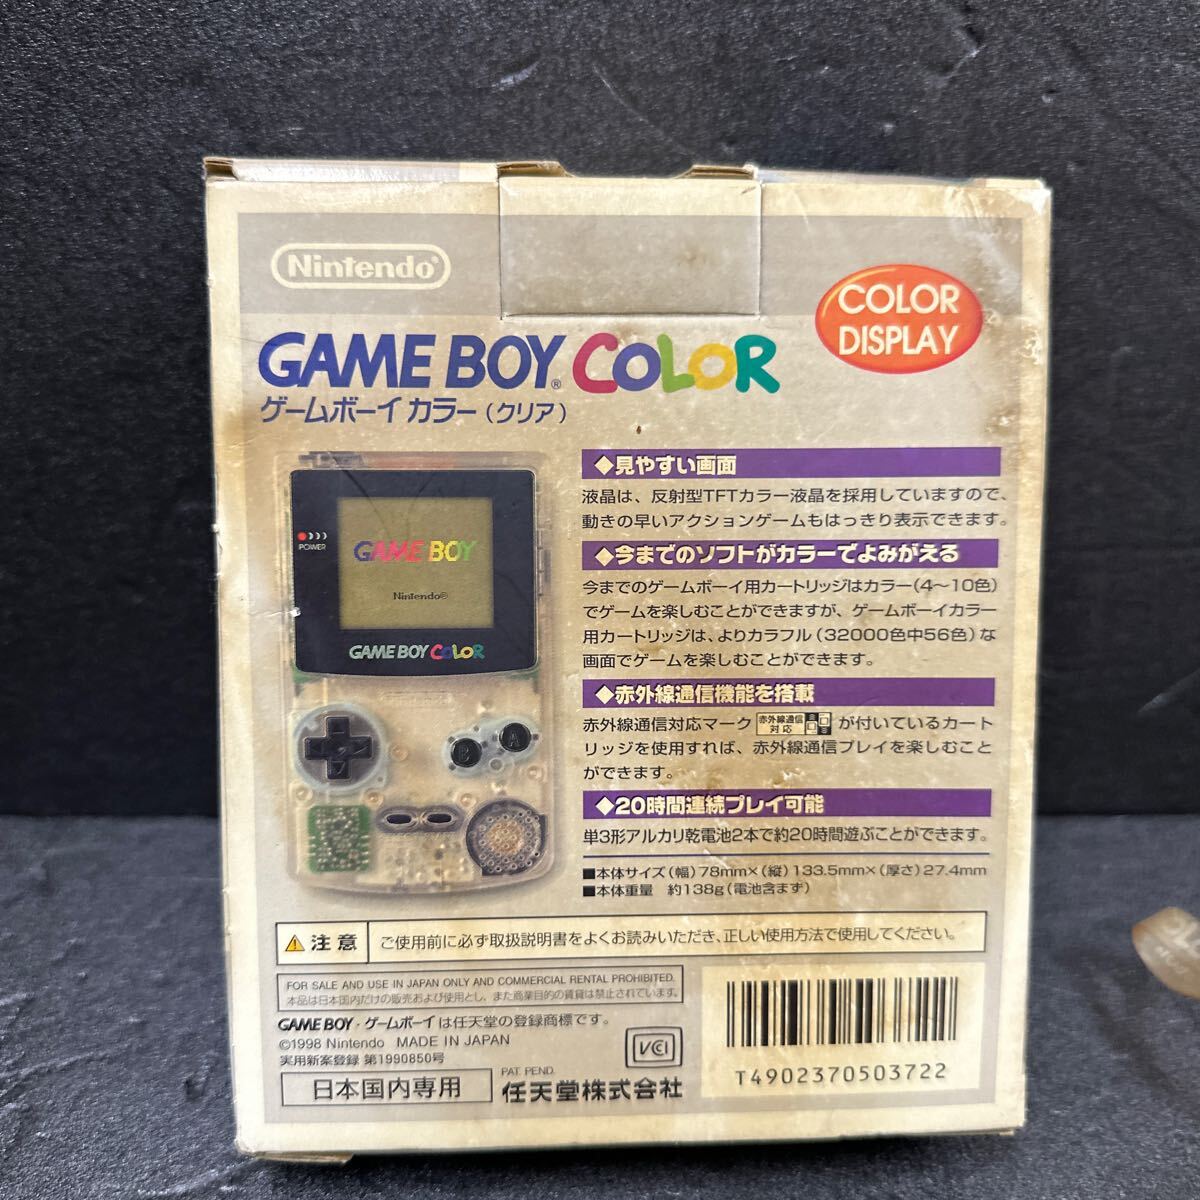 Nintendo®
COLOR
DISPLAY
GAME BOY® COLOR
ゲームボーイ カラー（クリア）
POWER
GAME BOY
Nintendo®
GAME BOY COLOR
B
A
◆見やすい画面
液晶は、反射型TFTカラー液晶を採用していますので、
動きの早いアクションゲームもはっきり表示できます。
◆今までのソフトがカラーでよみがえる
今までのゲームボーイ用カートリッジはカラー（4〜10色）
でゲームを楽しむことができますが、ゲームボーイカラー
用カートリッジは、よりカラフル（32000色中56色）な
画面でゲームを楽しむことができます。
◆赤外線通信機能を搭載
赤外線通信対応マーク 赤外線通信対応 が付いているカート
リッジを使用すれば、赤外線通信プレイを楽しむこと
ができます。
◆20時間連続プレイ可能
単3形アルカリ乾電池2本で約20時間遊ぶことができます。
■本体サイズ（幅）78mm×（縦）133.5mm×（厚さ）27.4mm
■本体重量 約138g（電池含まず）
注意
ご使用前に必ず取扱説明書をよくお読みいただき、正しい使用方法で使用してください。
FOR SALE AND USE IN JAPAN ONLY AND COMMERCIAL RENTAL PROHIBITED.
本品は日本国内だけの販売および使用とし、また商業目的の賃貸は禁止されています。
GAME BOY・ゲームボーイは任天堂の登録商標です。
©1998 Nintendo MADE IN JAPAN
実用新案登録 第1990850号
VCI
日本国内専用
PAT. PEND.
任天堂株式会社
T4902370503722